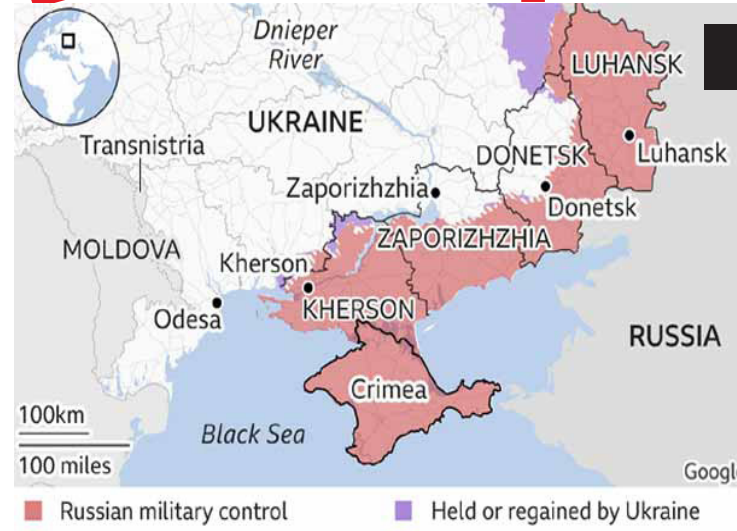 Dnieper
River
LUHANSK
UKRAINE
Transnistria
DONETSK
Luhansk
Zaporizhzhia
Donetsk
MOLDOVA
ZAPORIZHZHIA
Kherson
KHERSON
Odesa
RUSSIA
Crimea
100km
Black Sea
100 miles
Google
Russian military control
Held or regained by Ukraine